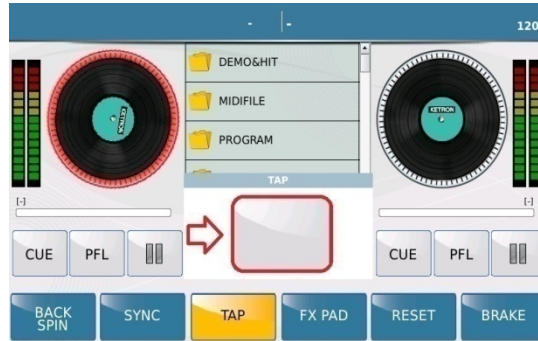 - -
120
DEMO&HIT
MIDIFILE
PROGRAM
TAP
KETRON
KETRON
[-]
[-]
CUE PFL
CUE PFL
BACK SPIN
SYNC
TAP
FX PAD
RESET
BRAKE